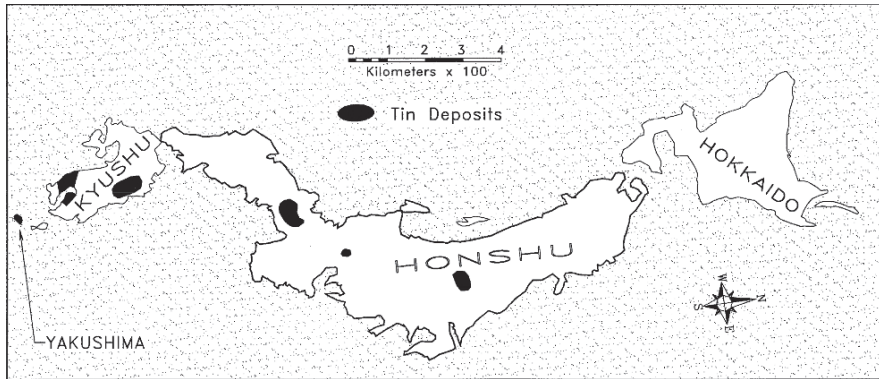 0 1 2 3 4
Kilometers x 100
Tin Deposits
KYUSHU
HOKKAIDO
HONSHU
W
N
S
E
YAKUSHIMA